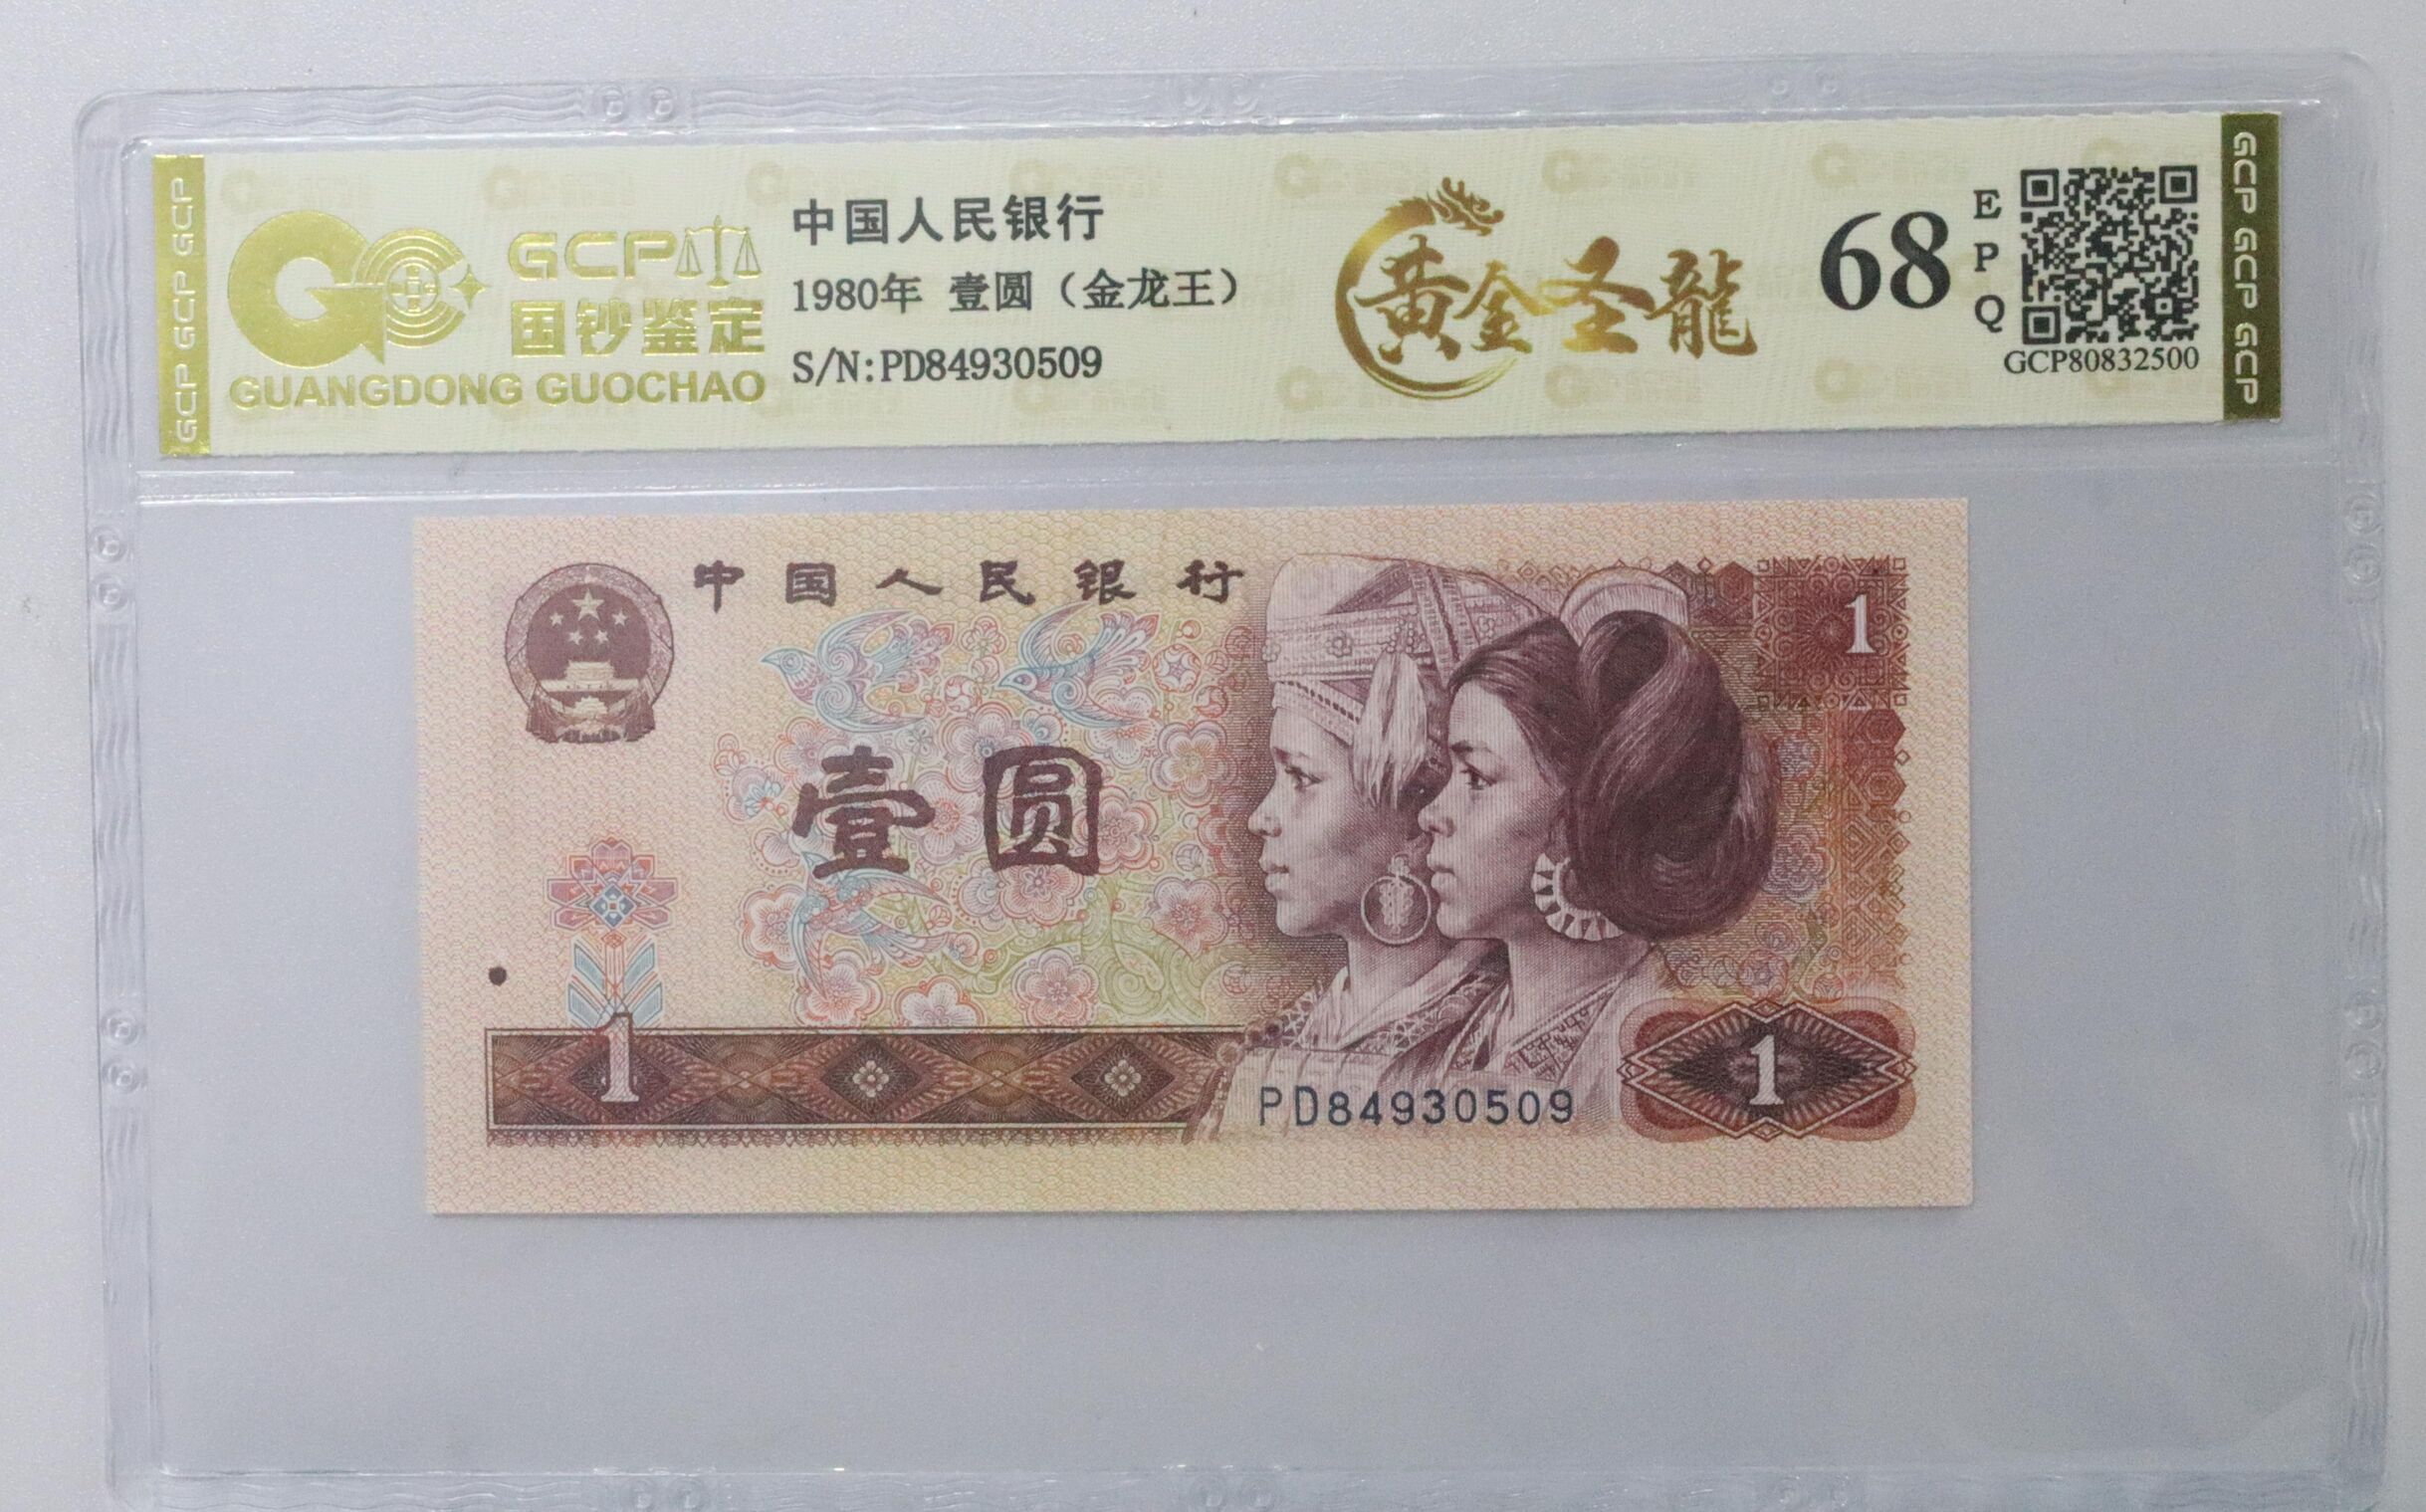 GCP GCP GCP
GCP
国钞鉴定
GUANGDONG GUOCHAO
中国人民银行
1980年 壹圆（金龙王）
S/N:PD84930509
黄金圣龍
68
E
P
Q
GCP80832500
GCP GCP GCP
中国人民银行
1
壹圆
1
PD84930509
1